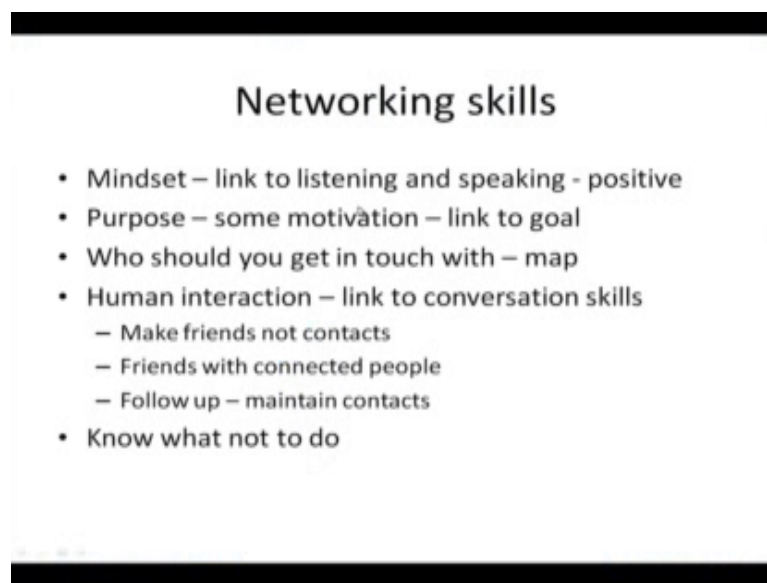 Networking skills
• Mindset – link to listening and speaking - positive
• Purpose – some motivation – link to goal
• Who should you get in touch with – map
• Human interaction – link to conversation skills
– Make friends not contacts
– Friends with connected people
– Follow up – maintain contacts
• Know what not to do